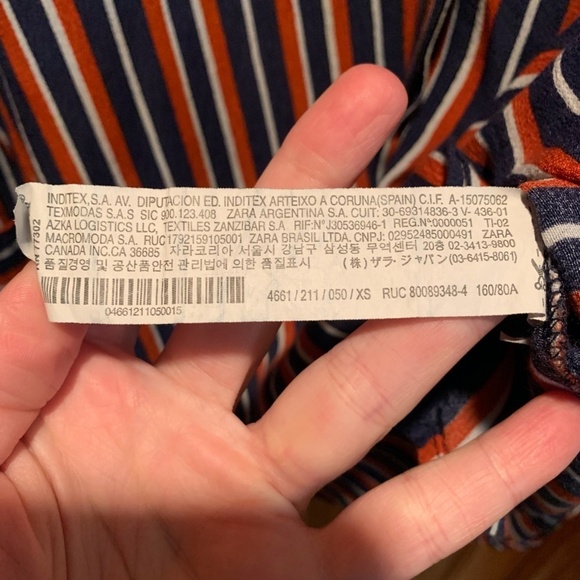 INDITEX,S.A. AV. DIPUTACION ED. INDITEX ARTEIXO A CORUNA(SPAIN) C.I.F. A-15075062
TEXMODAS S.A.S SIC 900.123.408 ZARA ARGENTINA S.A. CUIT: 30-69314836-3 V-436-01
AZKA LOGISTICS LLC, TEXTILES ZANZIBAR S.A RIF:Nº J30536946-1 REG.Nº:0000051 TI-02
MACROMODA S.A. RUC1792159105001 ZARA BRASIL LTDA. CNPJ: 02952485000491 ZARA
CANADA INC.CA 36685 자라코리아 서울시 강남구 삼성동 무역센터 20층 02-3413-9800
품질경영 및 공산품안전 관리법에 의한 품질표시 (株) ザラ・ジャパン (03-6415-8061)
4661/211/050/XS RUC 80089348-4 160/80A
04661211050015
77302